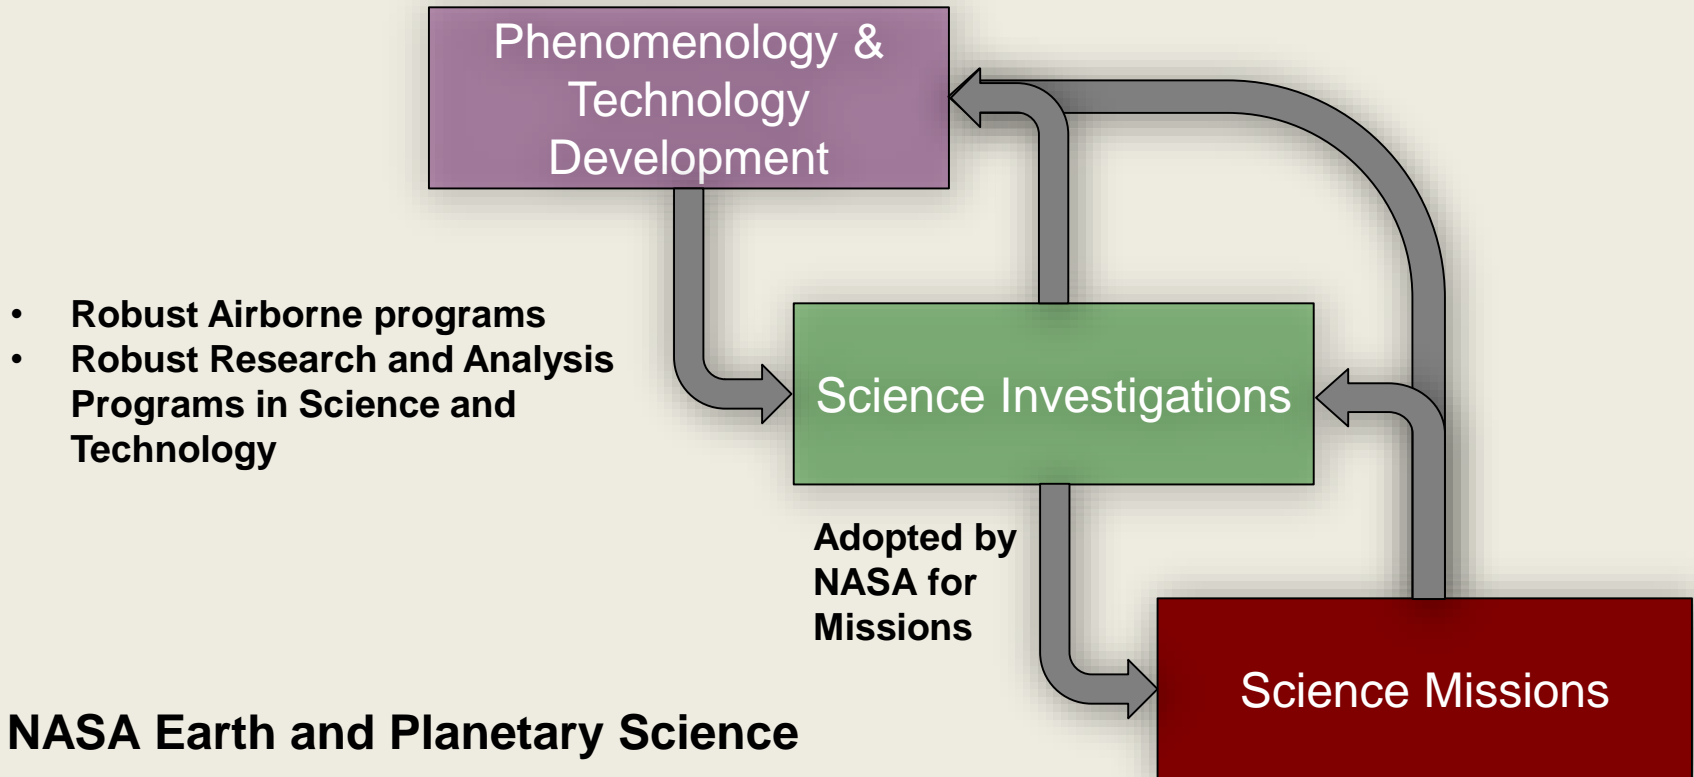 Phenomenology &
Technology
Development
• Robust Airborne programs
• Robust Research and Analysis
Programs in Science and
Technology
Science Investigations
Adopted by
NASA for
Missions
Science Missions
NASA Earth and Planetary Science